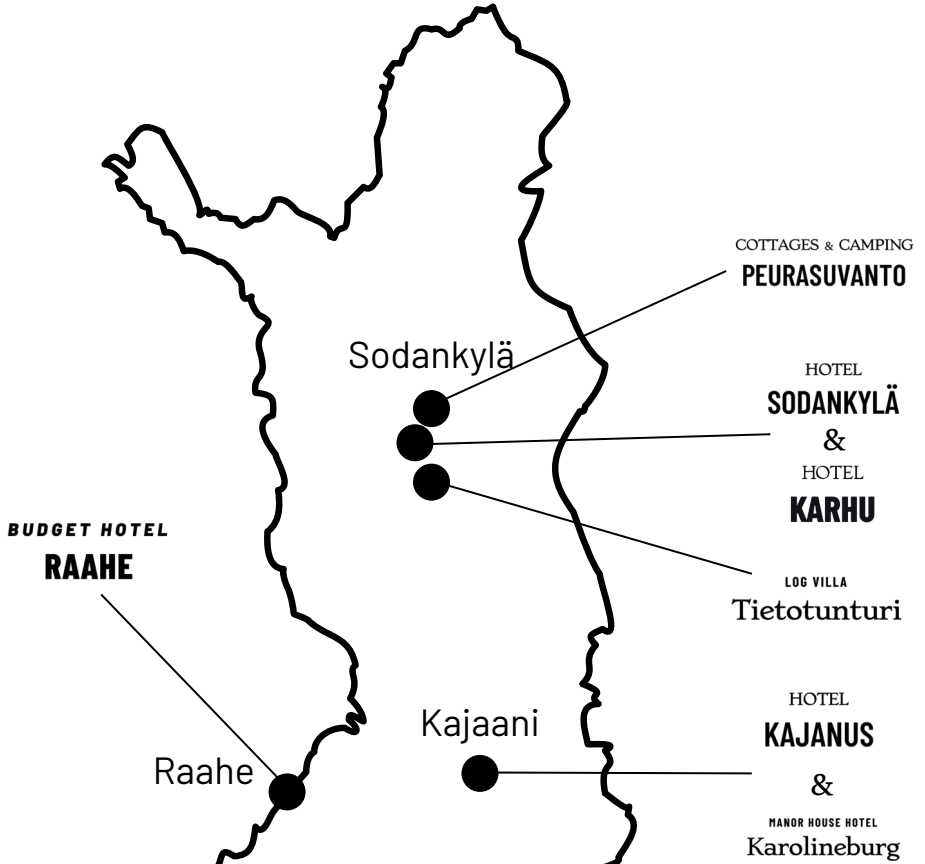 COTTAGES & CAMPING
PEURASUVANTO
Sodankylä
HOTEL
SODANKYLÄ
&
HOTEL
KARHU
BUDGET HOTEL
RAAHE
LOG VILLA
Tietotunturi
Kajaani
HOTEL
KAJANUS
&
MANOR HOUSE HOTEL
Karolineburg
Raahe